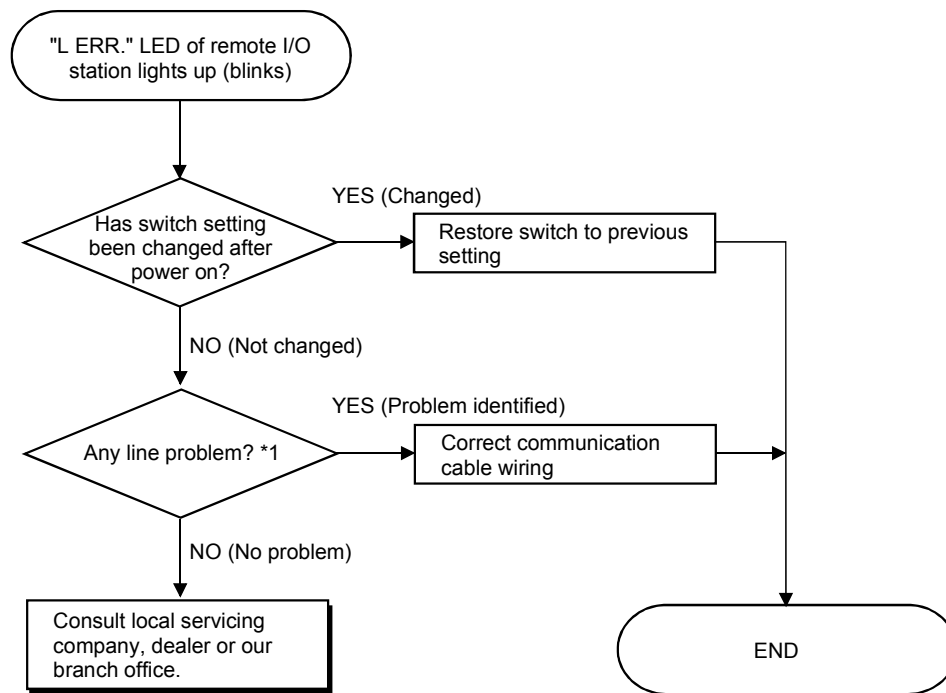 "L ERR." LED of remote I/O
station lights up (blinks)
YES (Changed)
Has switch setting
been changed after
power on?
Restore switch to previous
setting
NO (Not changed)
YES (Problem identified)
Any line problem? *1
Correct communication
cable wiring
NO (No problem)
Consult local servicing
company, dealer or our
branch office.
END